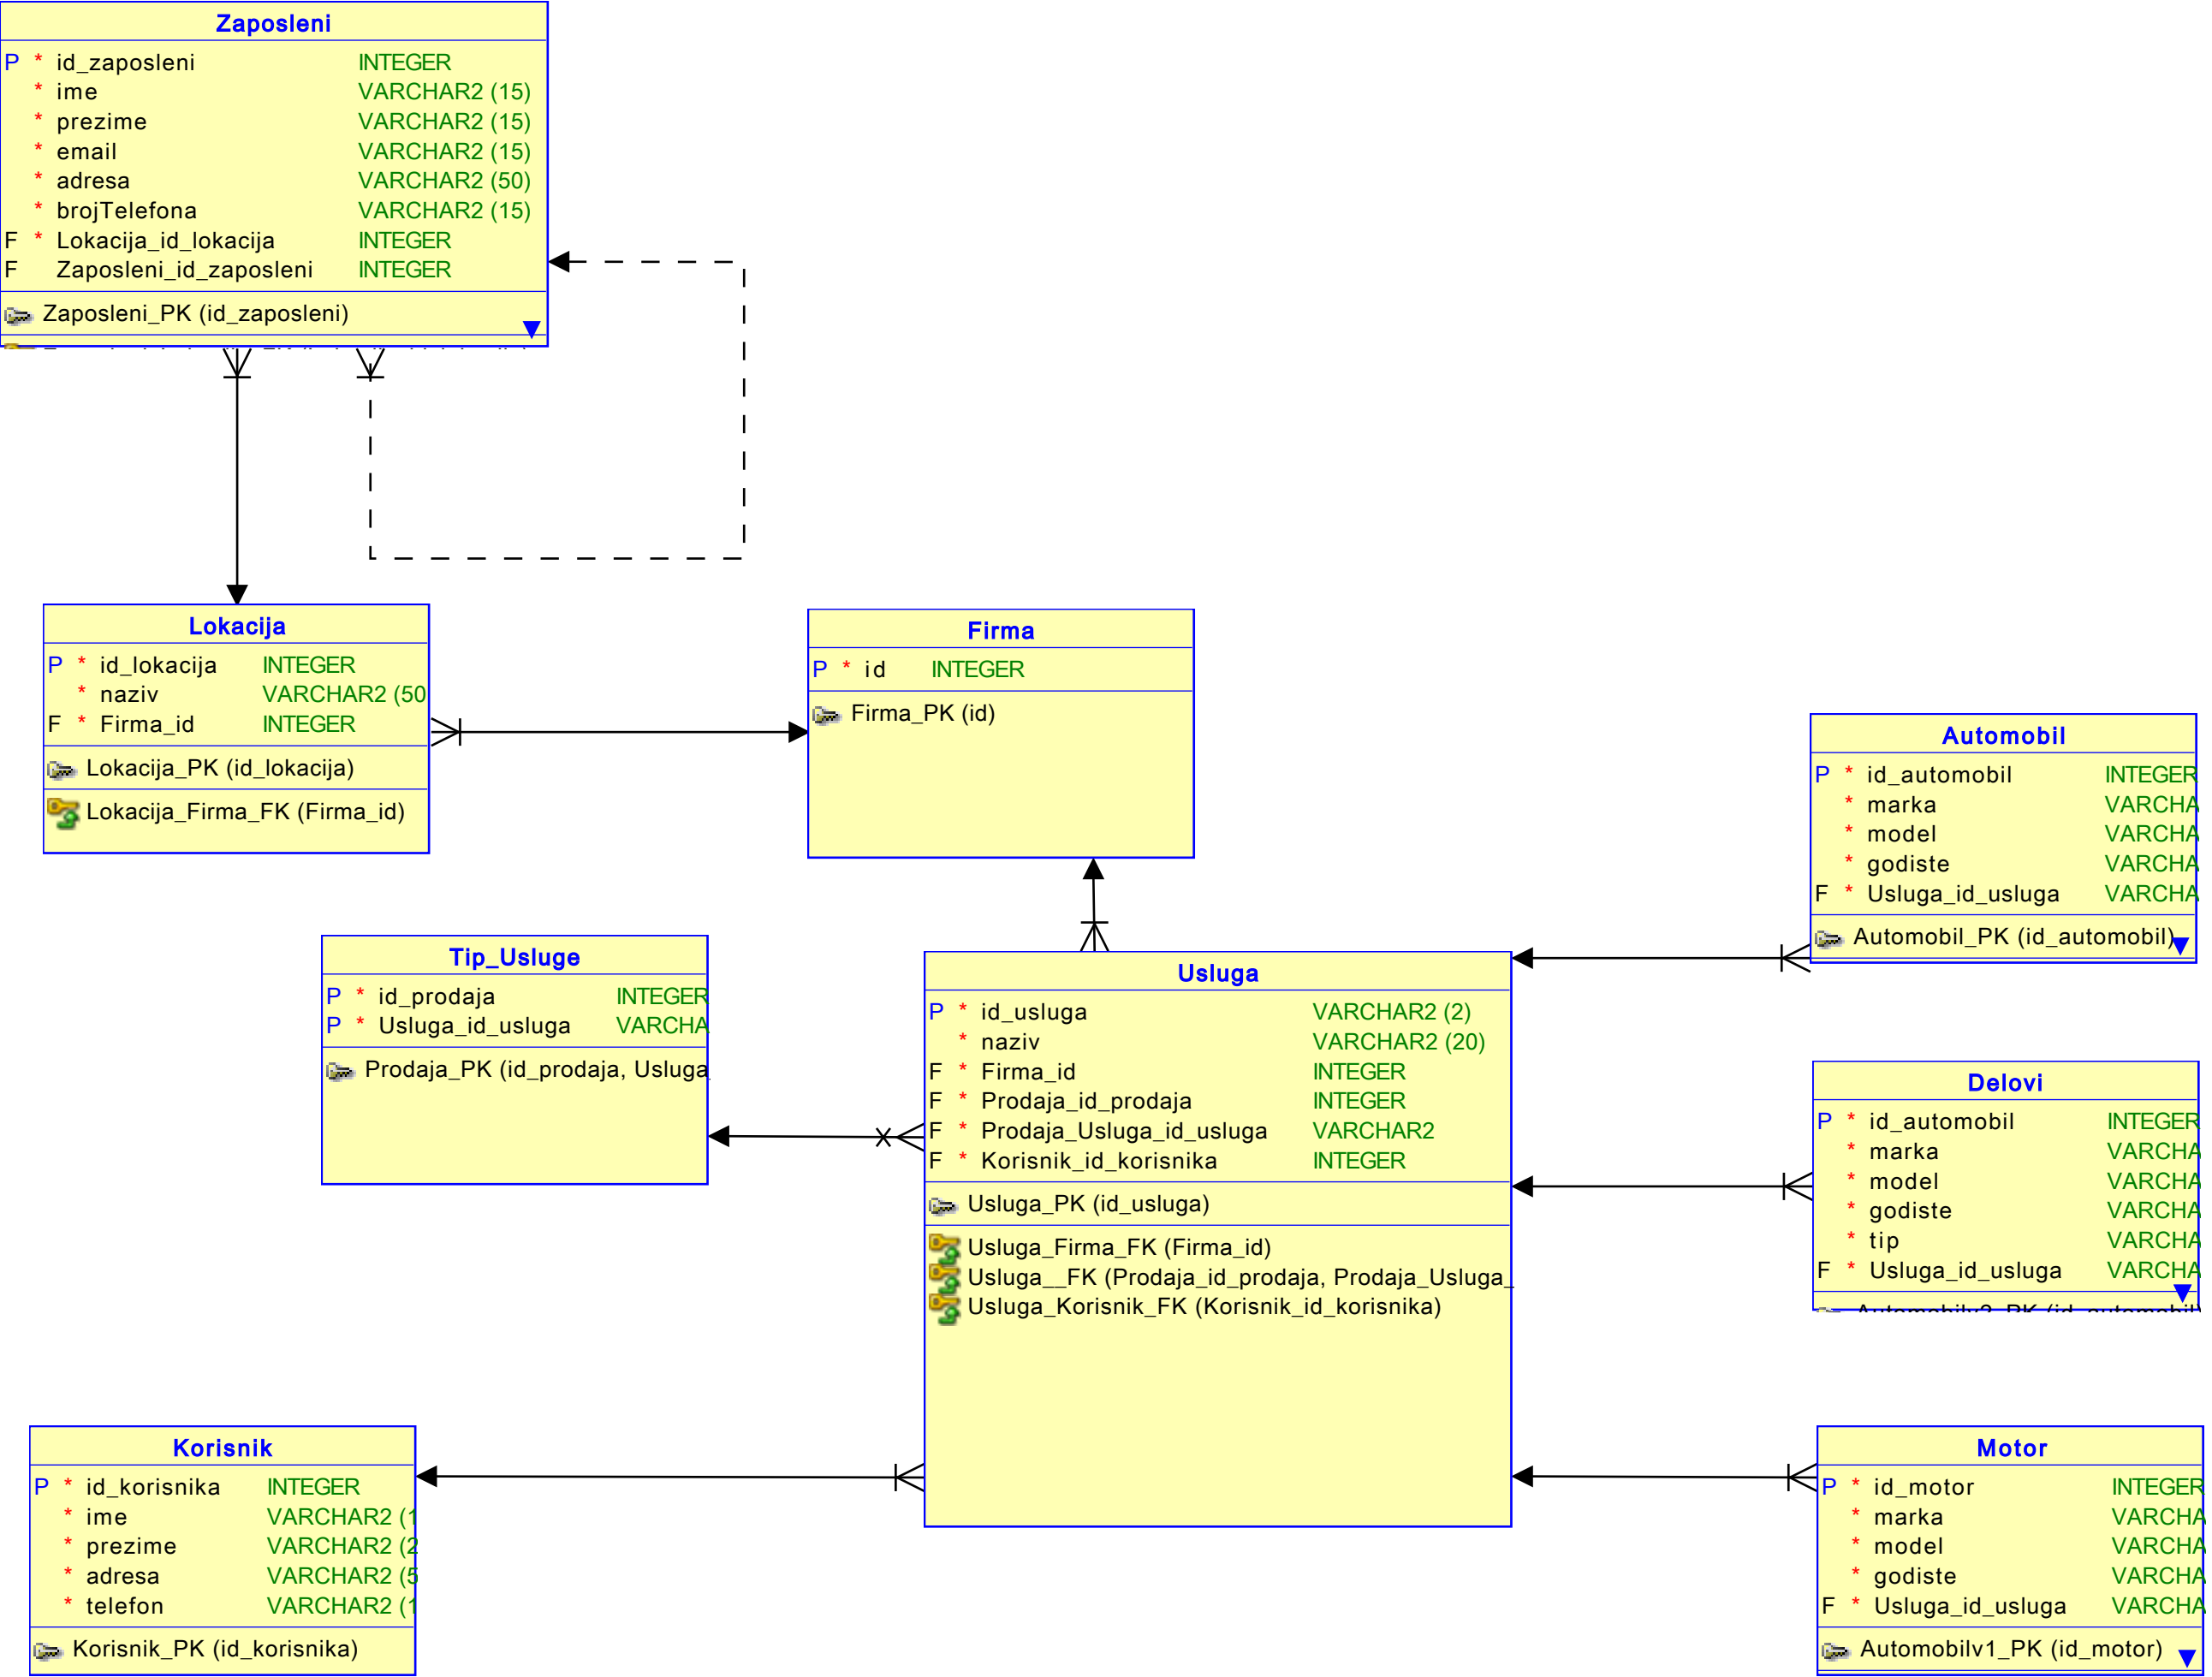 Zaposleni
P * id_zaposleni INTEGER
* ime VARCHAR2 (15)
* prezime VARCHAR2 (15)
* email VARCHAR2 (15)
* adresa VARCHAR2 (50)
* brojTelefona VARCHAR2 (15)
F * Lokacija_id_lokacija INTEGER
F Zaposleni_id_zaposleni INTEGER
Zaposleni_PK (id_zaposleni)
Lokacija
P * id_lokacija INTEGER
* naziv VARCHAR2 (50
F * Firma_id INTEGER
Lokacija_PK (id_lokacija)
Lokacija_Firma_FK (Firma_id)
Firma
P * id INTEGER
Firma_PK (id)
Automobil
P * id_automobil INTEGER
* marka VARCHA
* model VARCHA
* godiste VARCHA
F * Usluga_id_usluga VARCHA
Automobil_PK (id_automobil)
Tip_Usluge
P * id_prodaja INTEGER
P * Usluga_id_usluga VARCHA
Prodaja_PK (id_prodaja, Usluga
Usluga
P * id_usluga VARCHAR2 (2)
* naziv VARCHAR2 (20)
F * Firma_id INTEGER
F * Prodaja_id_prodaja INTEGER
F * Prodaja_Usluga_id_usluga VARCHAR2
F * Korisnik_id_korisnika INTEGER
Usluga_PK (id_usluga)
Usluga_Firma_FK (Firma_id)
Usluga__FK (Prodaja_id_prodaja, Prodaja_Usluga_
Usluga_Korisnik_FK (Korisnik_id_korisnika)
Delovi
P * id_automobil INTEGER
* marka VARCHA
* model VARCHA
* godiste VARCHA
* tip VARCHA
F * Usluga_id_usluga VARCHA
Korisnik
P * id_korisnika INTEGER
* ime VARCHAR2 (1
* prezime VARCHAR2 (2
* adresa VARCHAR2 (5
* telefon VARCHAR2 (1
Korisnik_PK (id_korisnika)
Motor
P * id_motor INTEGER
* marka VARCHA
* model VARCHA
* godiste VARCHA
F * Usluga_id_usluga VARCHA
Automobilv1_PK (id_motor)